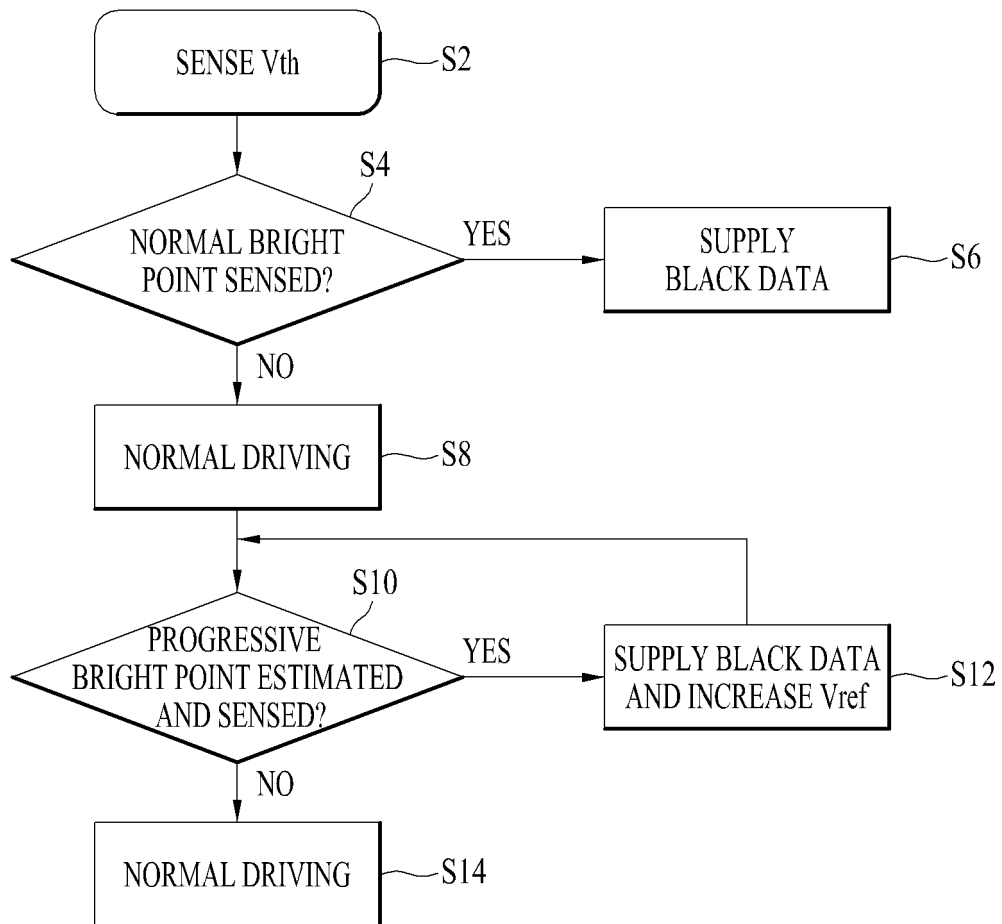 SENSE Vth
S2
S4
NORMAL BRIGHT
POINT SENSED?
YES
SUPPLY
BLACK DATA
S6
NO
NORMAL DRIVING
S8
S10
PROGRESSIVE
BRIGHT POINT ESTIMATED
AND SENSED?
YES
SUPPLY BLACK DATA
AND INCREASE Vref
S12
NO
NORMAL DRIVING
S14